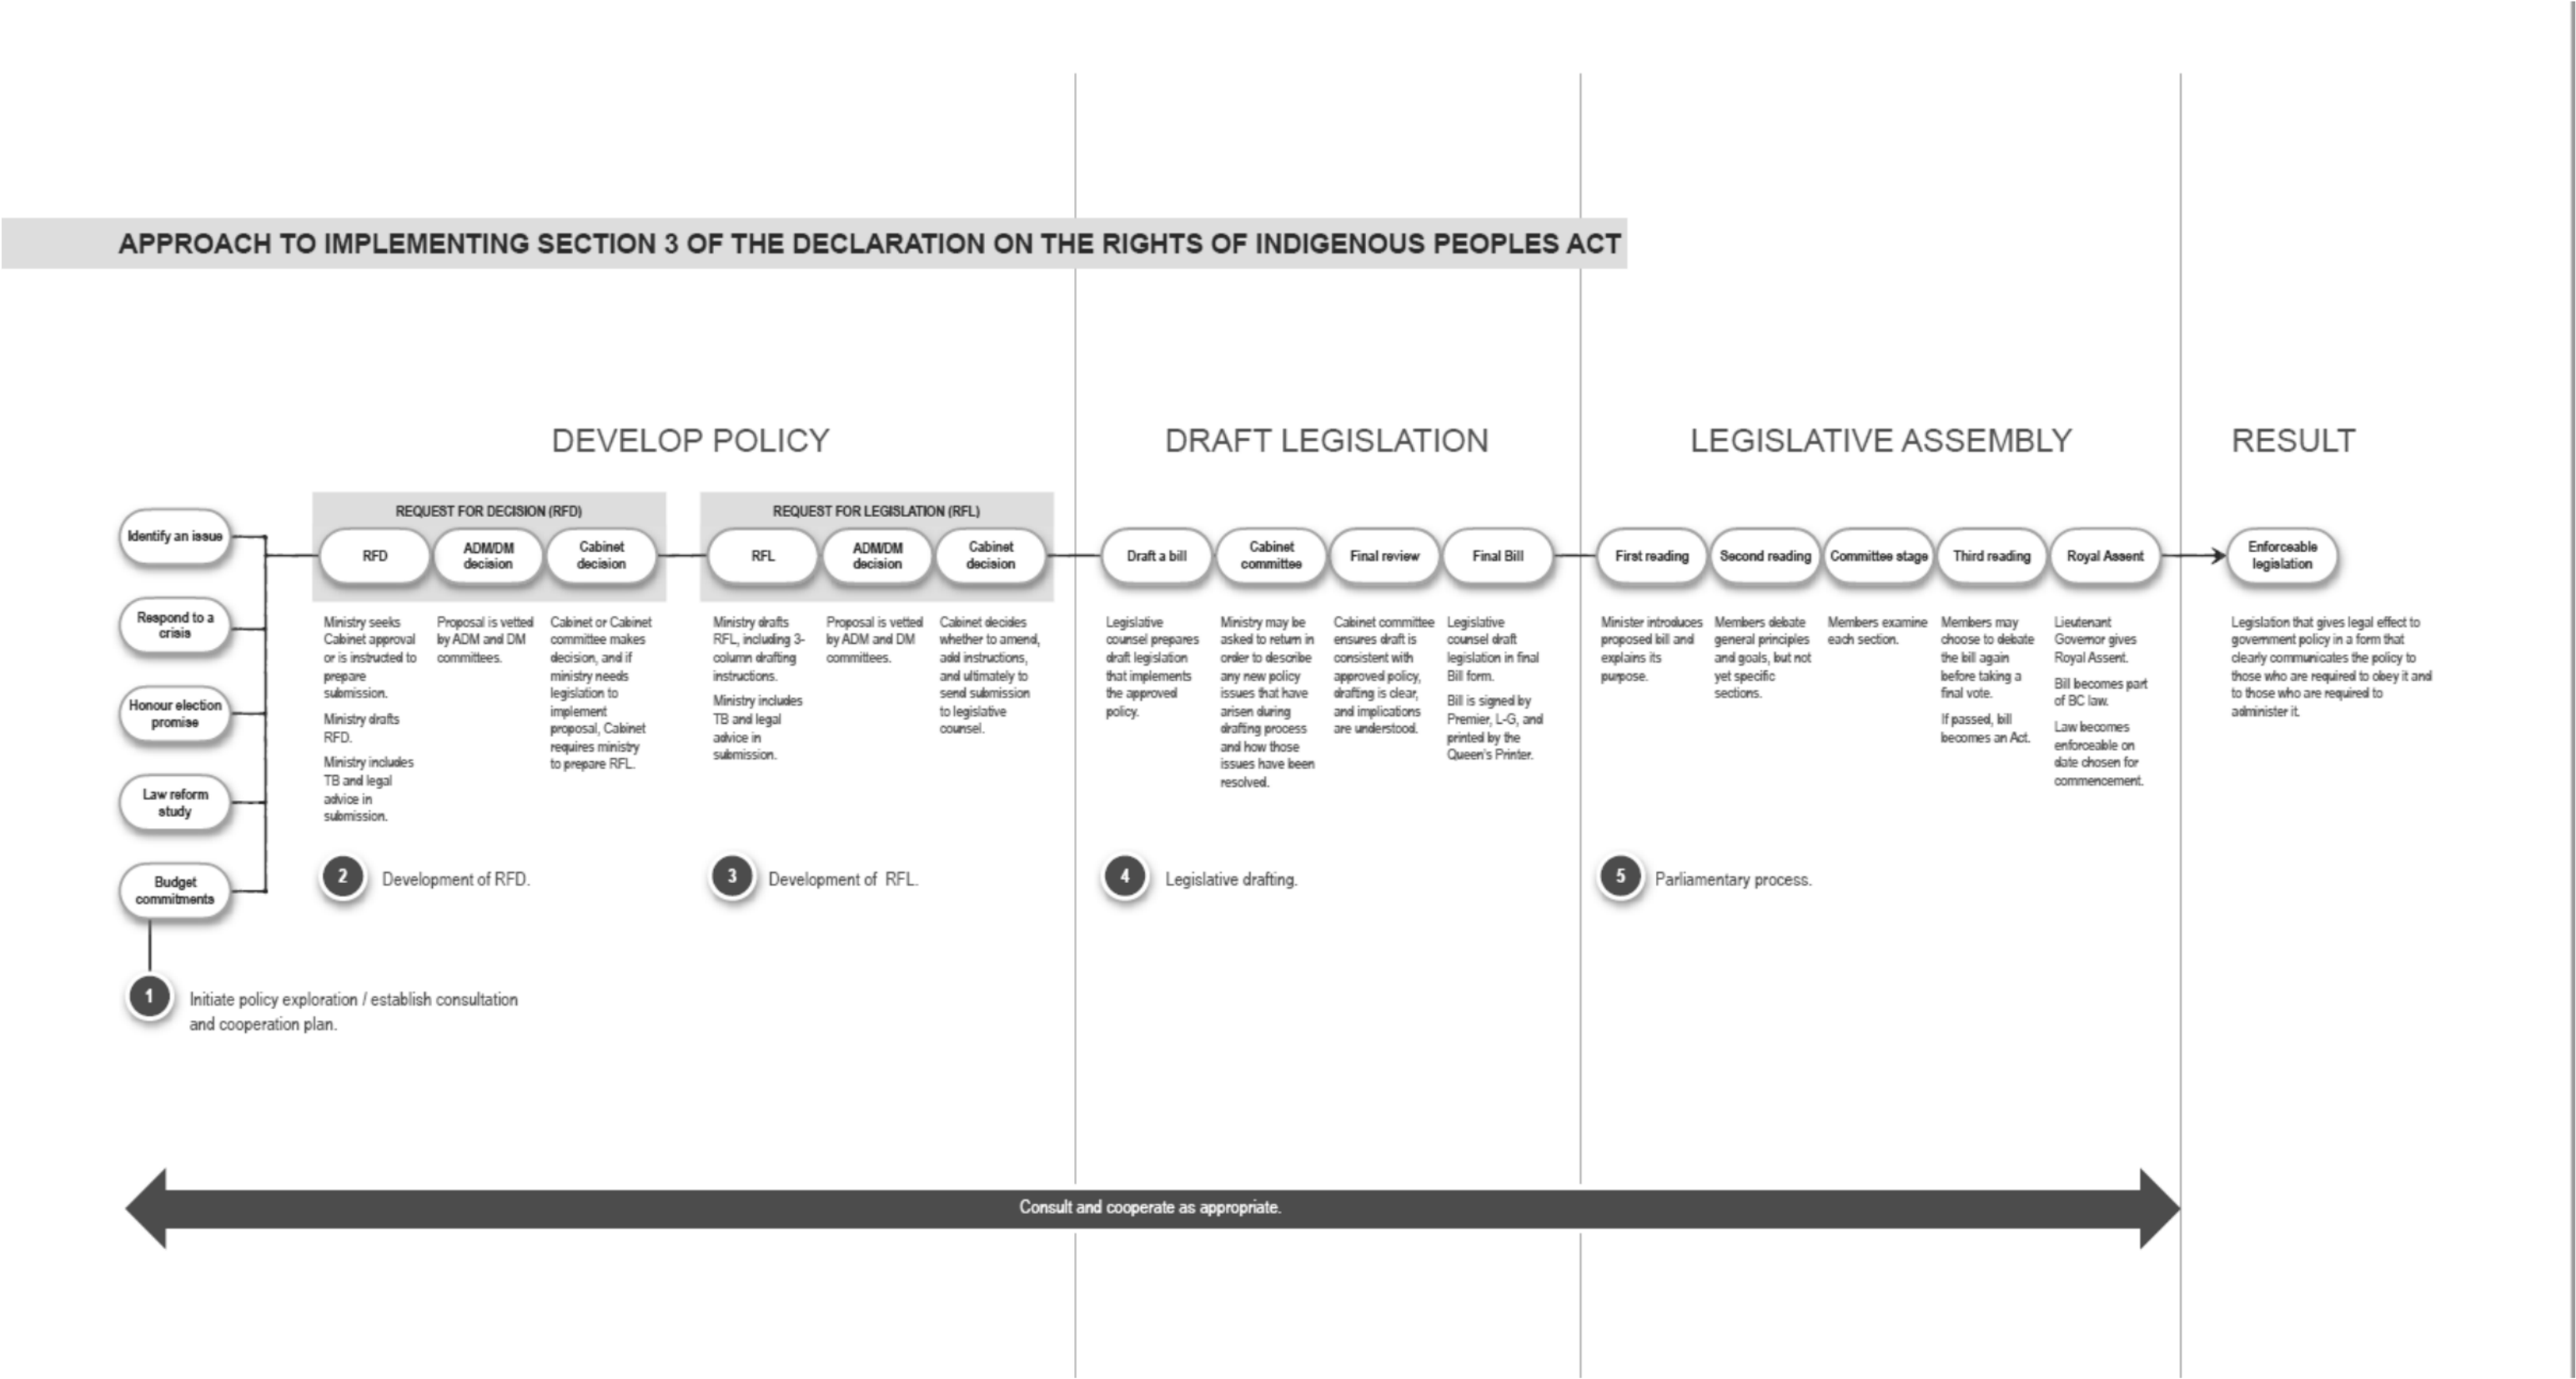 APPROACH TO IMPLEMENTING SECTION 3 OF THE DECLARATION ON THE RIGHTS OF INDIGENOUS PEOPLES ACT
DEVELOP POLICY
DRAFT LEGISLATION
LEGISLATIVE ASSEMBLY
RESULT
Identify an issue
Respond to a
crisis
Honour election
promise
Law reform
study
Budget
commitments
1
Initiate policy exploration / establish consultation
and cooperation plan.
REQUEST FOR DECISION (RFD)
RFD
Ministry seeks
Cabinet approval
or is instructed to
prepare
submission.
Ministry drafts
RFD.
Ministry includes
TB and legal
advice in
submission.
ADM/DM
decision
Proposal is vetted
by ADM and DM
committees.
Cabinet
decision
Cabinet or Cabinet
committee makes
decision, and if
ministry needs
legislation to
implement
proposal, Cabinet
requires ministry
to prepare RFL.
2
Development of RFD.
REQUEST FOR LEGISLATION (RFL)
RFL
Ministry drafts
RFL, including 3-
column drafting
instructions.
Ministry includes
TB and legal
advice in
submission.
ADM/DM
decision
Proposal is vetted
by ADM and DM
committees.
Cabinet
decision
Cabinet decides
whether to amend,
add instructions,
and ultimately to
send submission
to legislative
counsel.
3
Development of RFL.
Draft a bill
Legislative
counsel prepares
draft legislation
that implements
the approved
policy.
Cabinet
committee
Ministry may be
asked to return in
order to describe
any new policy
issues that have
arisen during
drafting process
and how those
issues have been
resolved.
Final review
Cabinet committee
ensures draft is
consistent with
approved policy,
drafting is clear,
and implications
are understood.
Final Bill
Legislative
counsel draft
legislation in final
Bill form.
Bill is signed by
Premier, L-G, and
printed by the
Queen's Printer.
4
Legislative drafting.
First reading
Minister introduces
proposed bill and
explains its
purpose.
Second reading
Members debate
general principles
and goals, but not
yet specific
sections.
Committee stage
Members examine
each section.
Third reading
Members may
choose to debate
the bill again
before taking a
final vote.
If passed, bill
becomes an Act.
Royal Assent
Lieutenant
Governor gives
Royal Assent.
Bill becomes part
of BC law.
Law becomes
enforceable on
date chosen for
commencement.
5
Parliamentary process.
Enforceable
legislation
Legislation that gives legal effect to
government policy in a form that
clearly communicates the policy to
those who are required to obey it and
to those who are required to
administer it.
Consult and cooperate as appropriate.